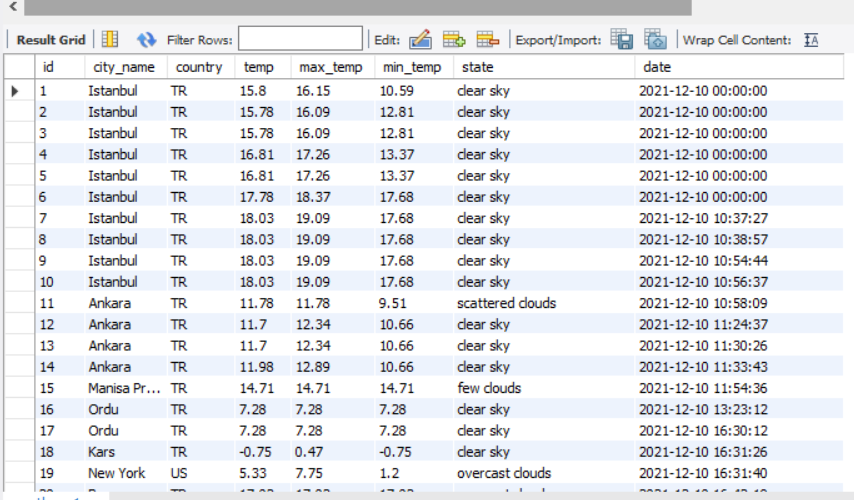 Result Grid Filter Rows: Edit: Export/Import: Wrap Cell Content:
id city_name country temp max_temp min_temp state date
1 Istanbul TR 15.8 16.15 10.59 clear sky 2021-12-10 00:00:00
2 Istanbul TR 15.78 16.09 12.81 clear sky 2021-12-10 00:00:00
3 Istanbul TR 15.78 16.09 12.81 clear sky 2021-12-10 00:00:00
4 Istanbul TR 16.81 17.26 13.37 clear sky 2021-12-10 00:00:00
5 Istanbul TR 16.81 17.26 13.37 clear sky 2021-12-10 00:00:00
6 Istanbul TR 17.78 18.37 17.68 clear sky 2021-12-10 00:00:00
7 Istanbul TR 18.03 19.09 17.68 clear sky 2021-12-10 10:37:27
8 Istanbul TR 18.03 19.09 17.68 clear sky 2021-12-10 10:38:57
9 Istanbul TR 18.03 19.09 17.68 clear sky 2021-12-10 10:54:44
10 Istanbul TR 18.03 19.09 17.68 clear sky 2021-12-10 10:56:37
11 Ankara TR 11.78 11.78 9.51 scattered clouds 2021-12-10 10:58:09
12 Ankara TR 11.7 12.34 10.66 clear sky 2021-12-10 11:24:37
13 Ankara TR 11.7 12.34 10.66 clear sky 2021-12-10 11:30:26
14 Ankara TR 11.98 12.89 10.66 clear sky 2021-12-10 11:33:43
15 Manisa Pr... TR 14.71 14.71 14.71 few clouds 2021-12-10 11:54:36
16 Ordu TR 7.28 7.28 7.28 clear sky 2021-12-10 13:23:12
17 Ordu TR 7.28 7.28 7.28 clear sky 2021-12-10 16:30:12
18 Kars TR -0.75 0.47 -0.75 clear sky 2021-12-10 16:31:26
19 New York US 5.33 7.75 1.2 overcast clouds 2021-12-10 16:31:40